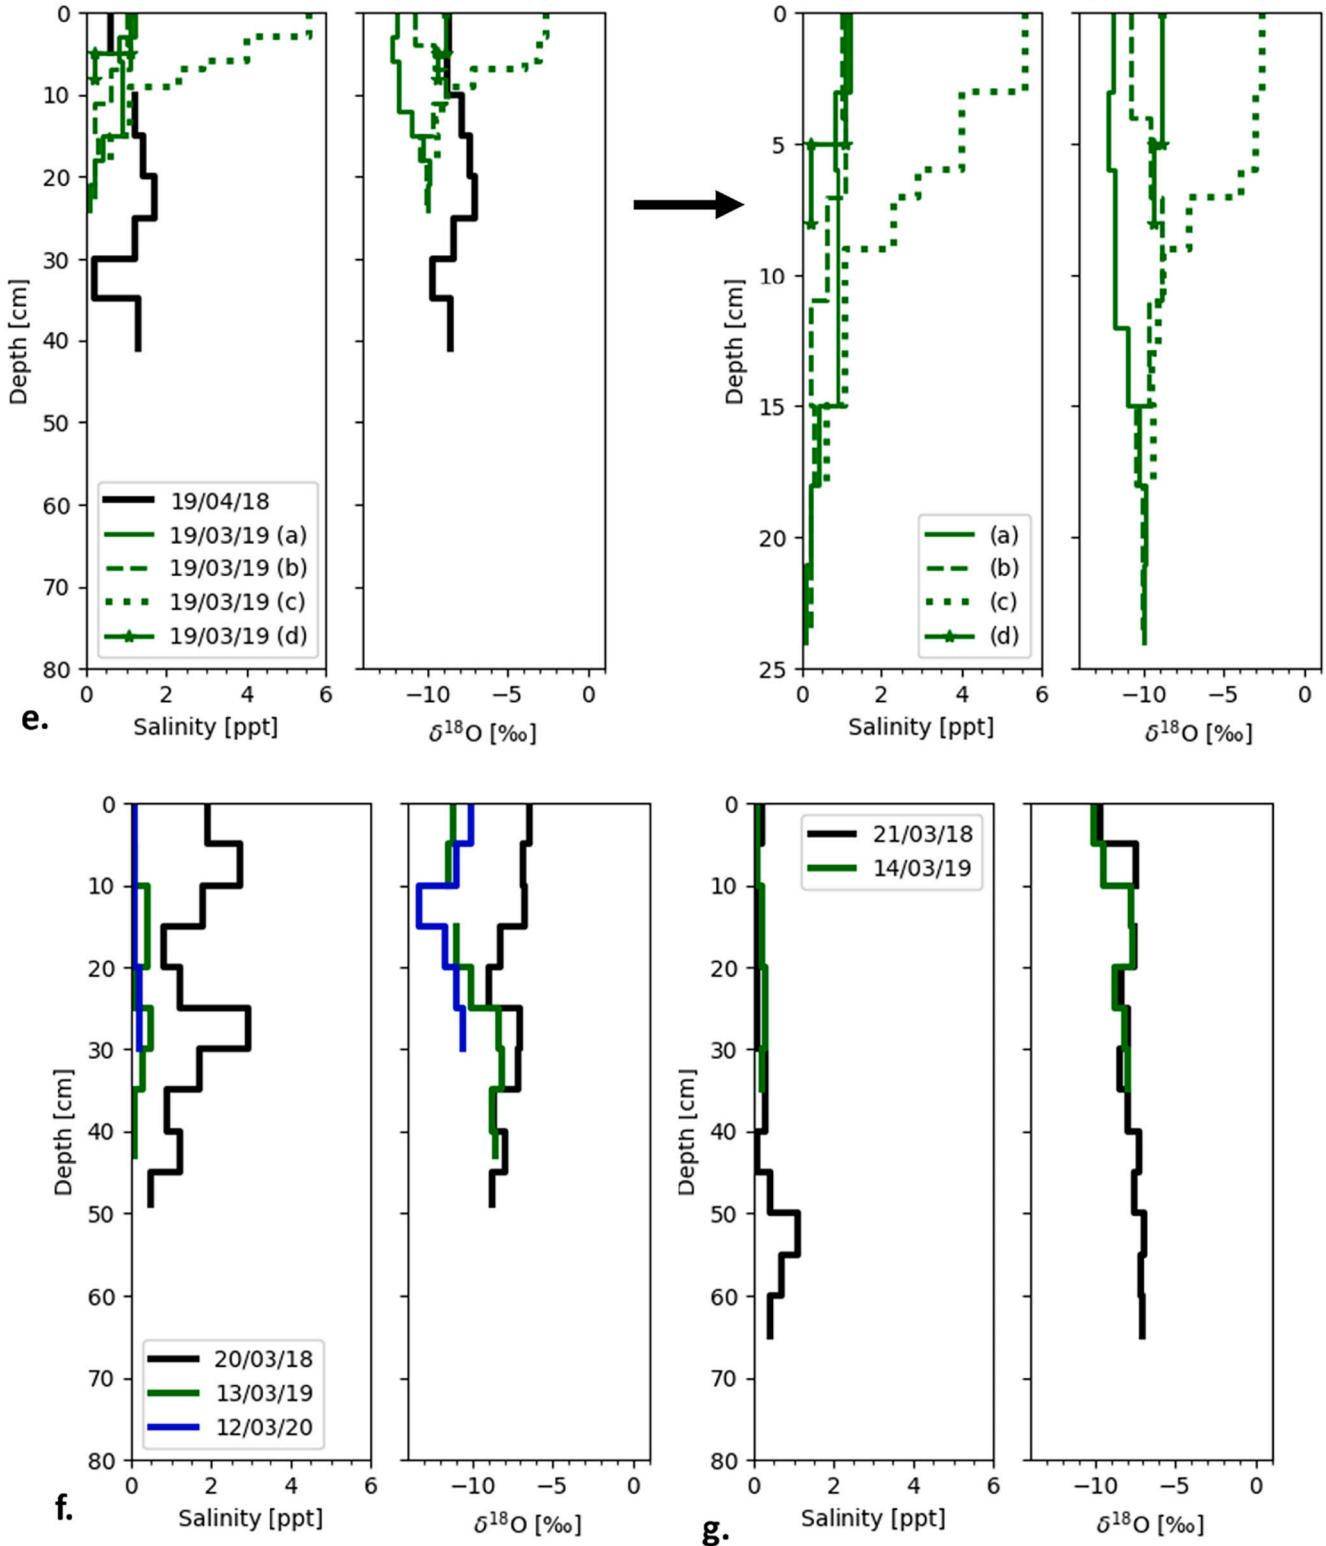 0
10
20
30
40
50
60
70
80
Depth [cm]
19/04/18
19/03/19 (a)
19/03/19 (b)
19/03/19 (c)
19/03/19 (d)
0 2 4 6
Salinity [ppt]
−10 −5 0
δ18O [‰]
e.
0
5
10
15
20
25
Depth [cm]
(a)
(b)
(c)
(d)
0 2 4 6
Salinity [ppt]
−10 −5 0
δ18O [‰]
0
10
20
30
40
50
60
70
80
Depth [cm]
20/03/18
13/03/19
12/03/20
0 2 4 6
Salinity [ppt]
−10 −5 0
δ18O [‰]
f.
0
10
20
30
40
50
60
70
80
Depth [cm]
21/03/18
14/03/19
0 2 4 6
Salinity [ppt]
−10 −5 0
δ18O [‰]
g.